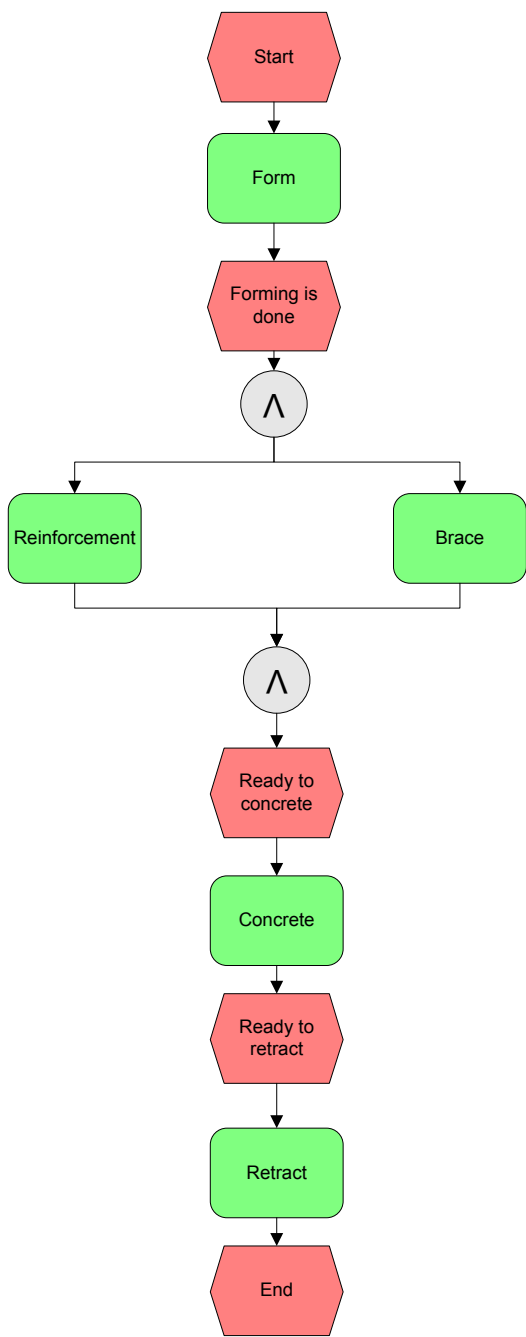 Start
Form
Forming is
done
Λ
Reinforcement
Brace
Λ
Ready to
concrete
Concrete
Ready to
retract
Retract
End